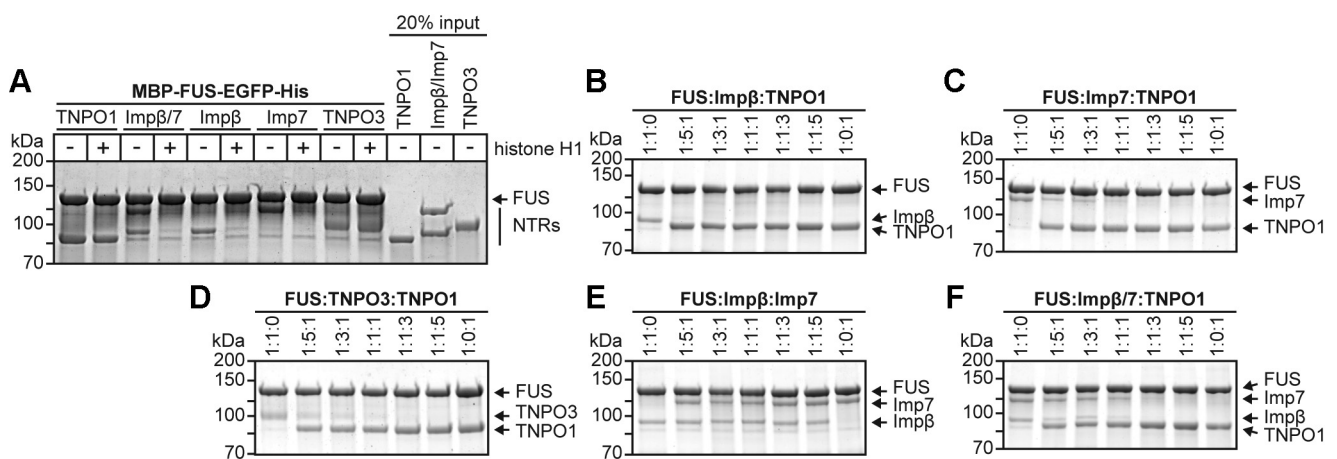 20% input
A
MBP-FUS-EGFP-His
TNPO1 Impβ/7 Impβ Imp7 TNPO3 TNPO1 Impβ/Imp7 TNPO3
kDa - + - + - + - + - + - - - histone H1
200
150
100
70
FUS
NTRs
B
FUS:Impβ:TNPO1
kDa 1:1:0 1:5:1 1:3:1 1:1:1 1:1:3 1:1:5 1:0:1
200
150
100
70
FUS
Impβ
TNPO1
C
FUS:Imp7:TNPO1
kDa 1:1:0 1:5:1 1:3:1 1:1:1 1:1:3 1:1:5 1:0:1
200
150
100
70
FUS
Imp7
TNPO1
D
FUS:TNPO3:TNPO1
kDa 1:1:0 1:5:1 1:3:1 1:1:1 1:1:3 1:1:5 1:0:1
200
150
100
70
FUS
TNPO3
TNPO1
E
FUS:Impβ:Imp7
kDa 1:1:0 1:5:1 1:3:1 1:1:1 1:1:3 1:1:5 1:0:1
200
150
100
70
FUS
Imp7
Impβ
F
FUS:Impβ/7:TNPO1
kDa 1:1:0 1:5:1 1:3:1 1:1:1 1:1:3 1:1:5 1:0:1
200
150
100
70
FUS
Imp7
Impβ
TNPO1